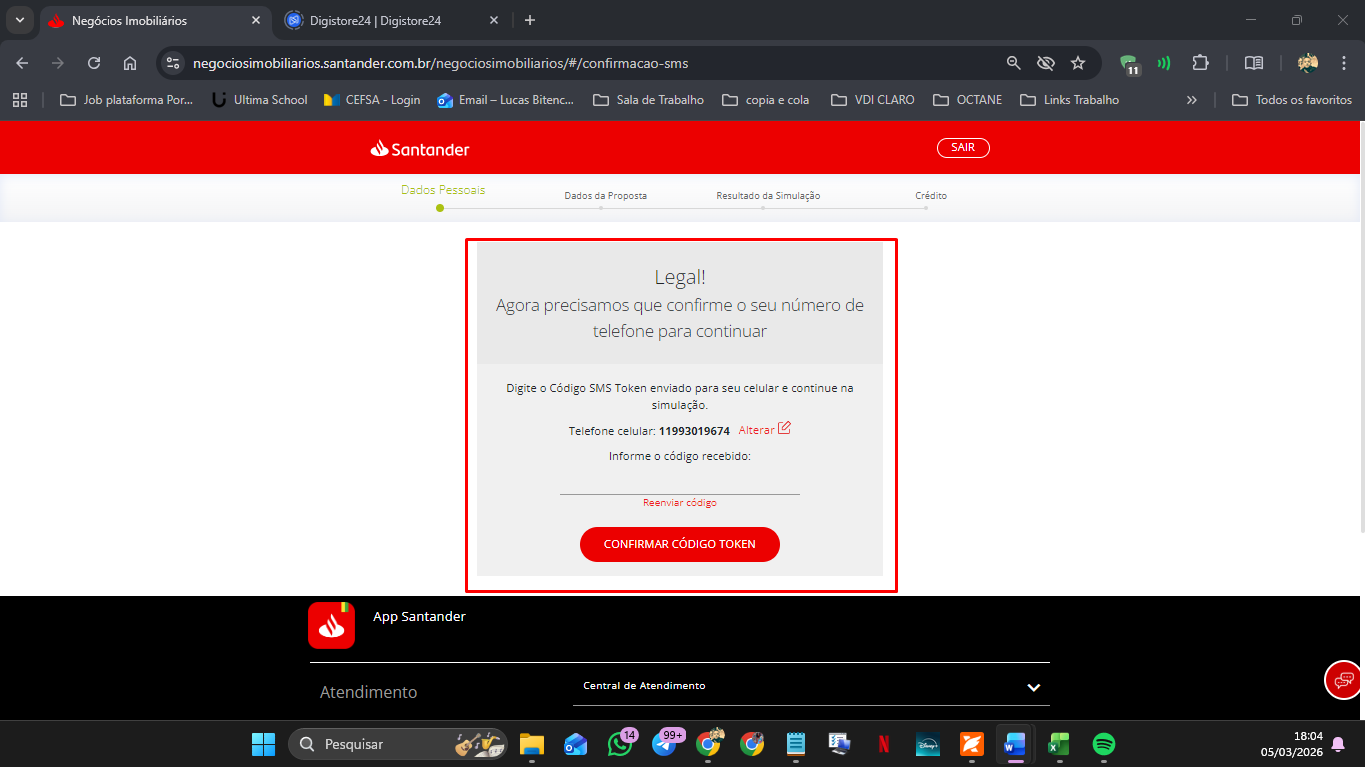 Negócios Imobiliários
Digistore24 | Digistore24
negociosimobiliarios.santander.com.br/negociosimobiliarios/#/confirmacao-sms
11
Job plataforma Por...
Ultima School
CEFSA - Login
Email – Lucas Bitenc...
Sala de Trabalho
copia e cola
VDI CLARO
OCTANE
Links Trabalho
Todos os favoritos
Santander
SAIR
Dados Pessoais
Dados da Proposta
Resultado da Simulação
Crédito
Legal!
Agora precisamos que confirme o seu número de
telefone para continuar
Digite o Código SMS Token enviado para seu celular e continue na
simulação.
Telefone celular: 11993019674 Alterar
Informe o código recebido:
Reenviar código
CONFIRMAR CÓDIGO TOKEN
App Santander
Atendimento
Central de Atendimento
Pesquisar
14
99+
Disney+
N
W
X
18:04
05/03/2026